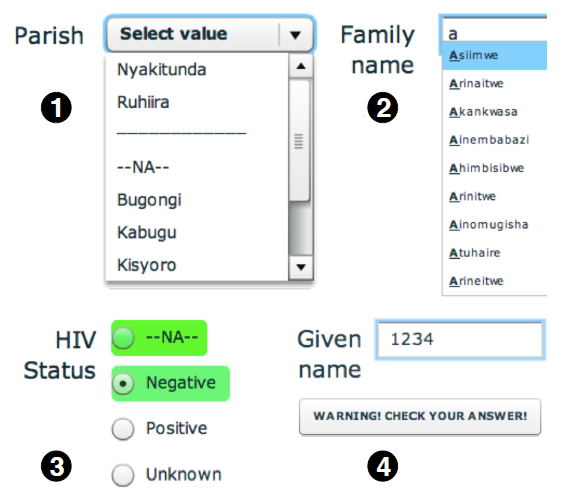 Parish
Select value
Nyakitunda
Ruhiira
_____________
--NA--
Bugongi
Kabugu
Kisyoro
1
Family
name
a
Asiimwe
Arinaitwe
Akankwasa
Ainembabazi
Ahimbisibwe
Arinitwe
Ainomugisha
Atuhaire
Arineitwe
2
HIV
Status
--NA--
Negative
Positive
Unknown
3
Given
name
1234
WARNING! CHECK YOUR ANSWER!
4